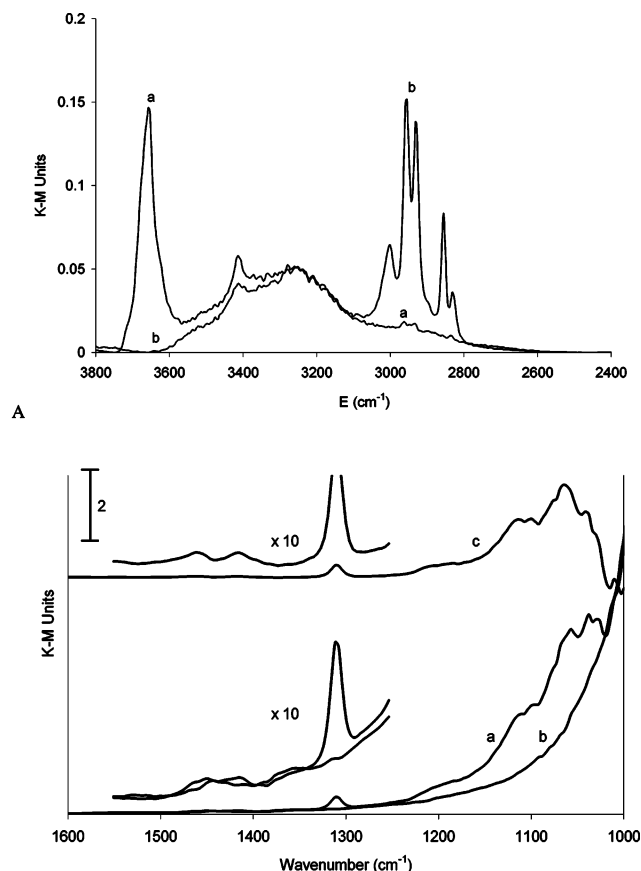 0.2
a
b
0.15
K-M Units
0.1
0.05
b
a
0
3800 3600 3400 3200 3000 2800 2600 2400
E (cm-1)
A
2
x 10
c
K-M Units
x 10
a
b
1600 1500 1400 1300 1200 1100 1000
Wavenumber (cm-1)